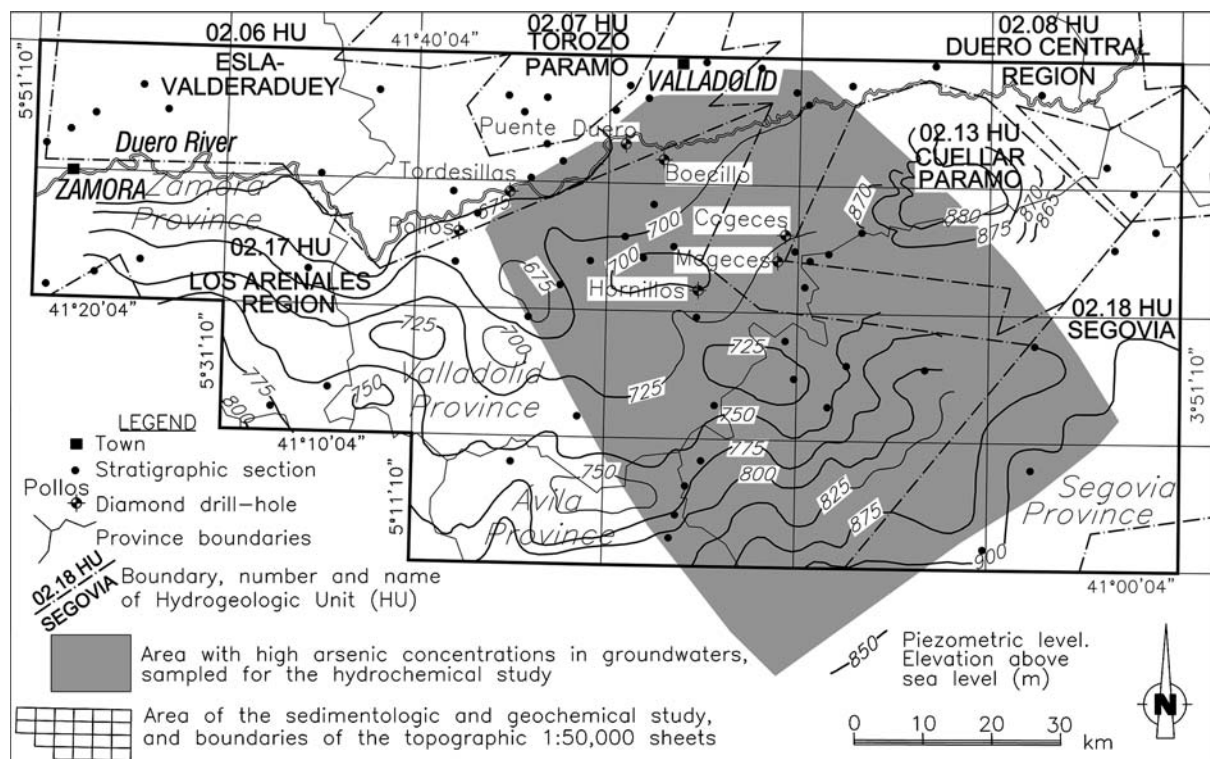 02.06 HU
ESLA-
VALDERADUEY
41°40'04"
02.07 HU
TOROZO
PARAMO
VALLADOLID
02.08 HU
DUERO CENTRAL
REGION
5°51'10"
Duero River
ZAMORA
Zamora
Province
Puente Duero
Tordesillas
Boecillo
02.13 HU
CUELLAR
PARAMO
675
Pollos
700
Cogeces
870
880
875
870
865
02.17 HU
LOS ARENALES
REGION
675
700
Megeces
Hornillos
41°20'04"
02.18 HU
SEGOVIA
5°31'10"
725
700
725
725
775
750
800
Valladolid
Province
750
775
800
825
875
900
3°51'10"
41°10'04"
750
Avila
Province
Segovia
Province
5°11'10"
41°00'04"
LEGEND
Town
Stratigraphic section
Pollos
Diamond drill-hole
Province boundaries
02.18 HU
SEGOVIA
Boundary, number and name
of Hydrogeologic Unit (HU)
Area with high arsenic concentrations in groundwaters,
sampled for the hydrochemical study
Area of the sedimentologic and geochemical study,
and boundaries of the topographic 1:50,000 sheets
850
Piezometric level.
Elevation above
sea level (m)
0 10 20 30
km
N